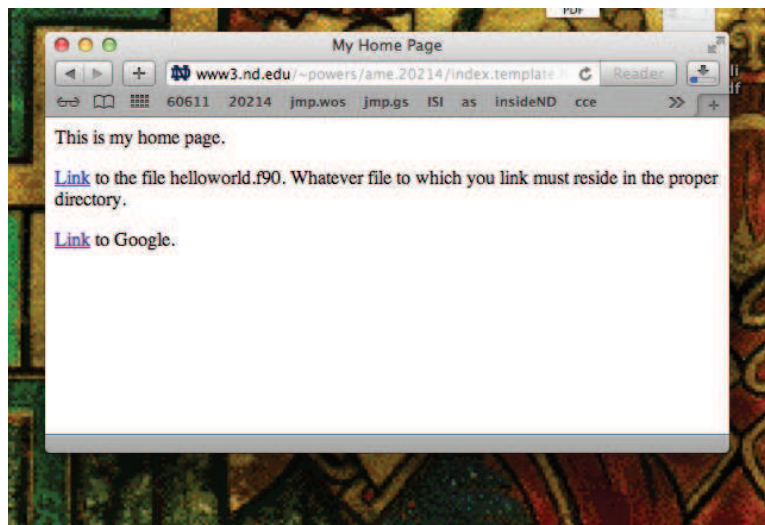 PDF
My Home Page
www3.nd.edu/~powers/ame.20214/index.template.h
Reader
60611 20214 jmp.wos jmp.gs ISI as insideND cce
This is my home page.
Link to the file helloworld.f90. Whatever file to which you link must reside in the proper
directory.
Link to Google.